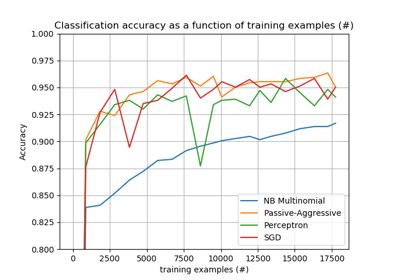 Classification accuracy as a function of training examples (#)
1.000
0.975
0.950
0.925
0.900
0.875
0.850
0.825
0.800
Accuracy
NB Multinomial
Passive-Aggressive
Perceptron
SGD
0 2500 5000 7500 10000 12500 15000 17500
training examples (#)